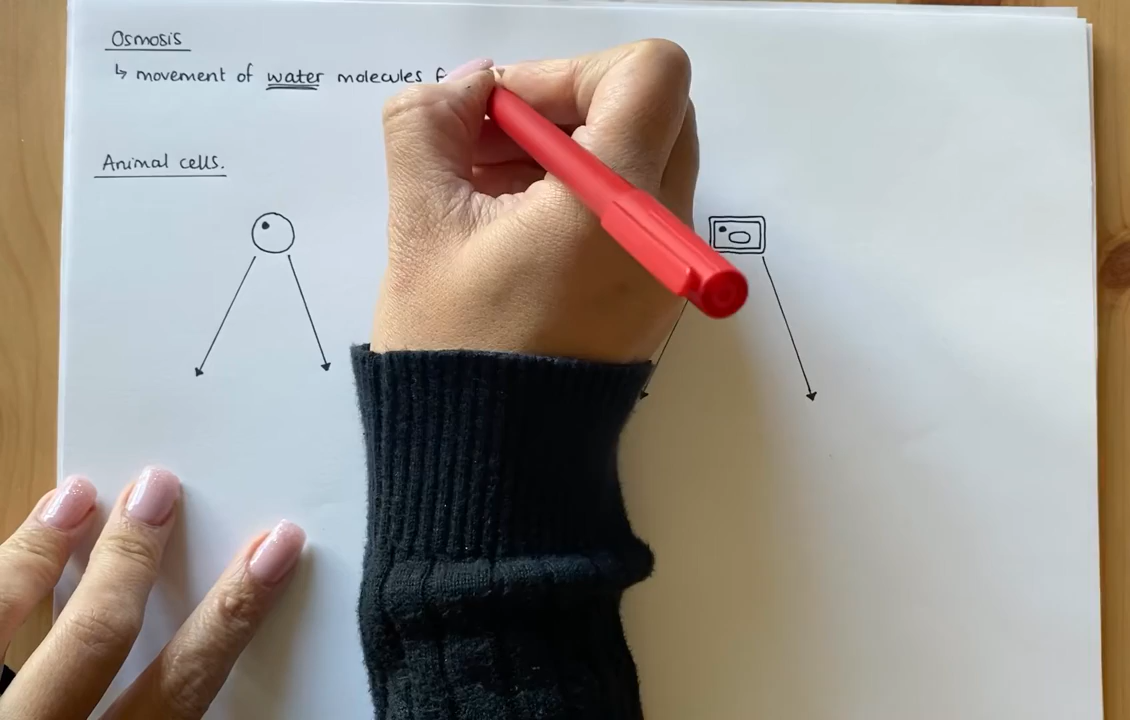 Osmosis
↳ movement of water molecules
Animal cells.